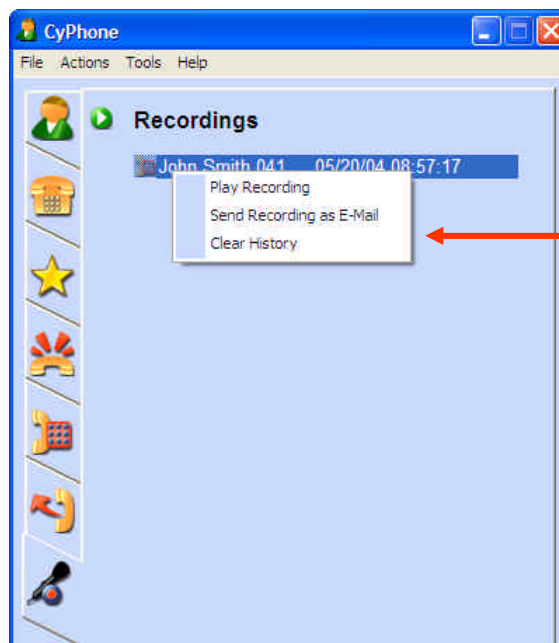 CyPhone
File Actions Tools Help
Recordings
John Smith 041 05/20/04 08:57:17
Play Recording
Send Recording as E-Mail
Clear History